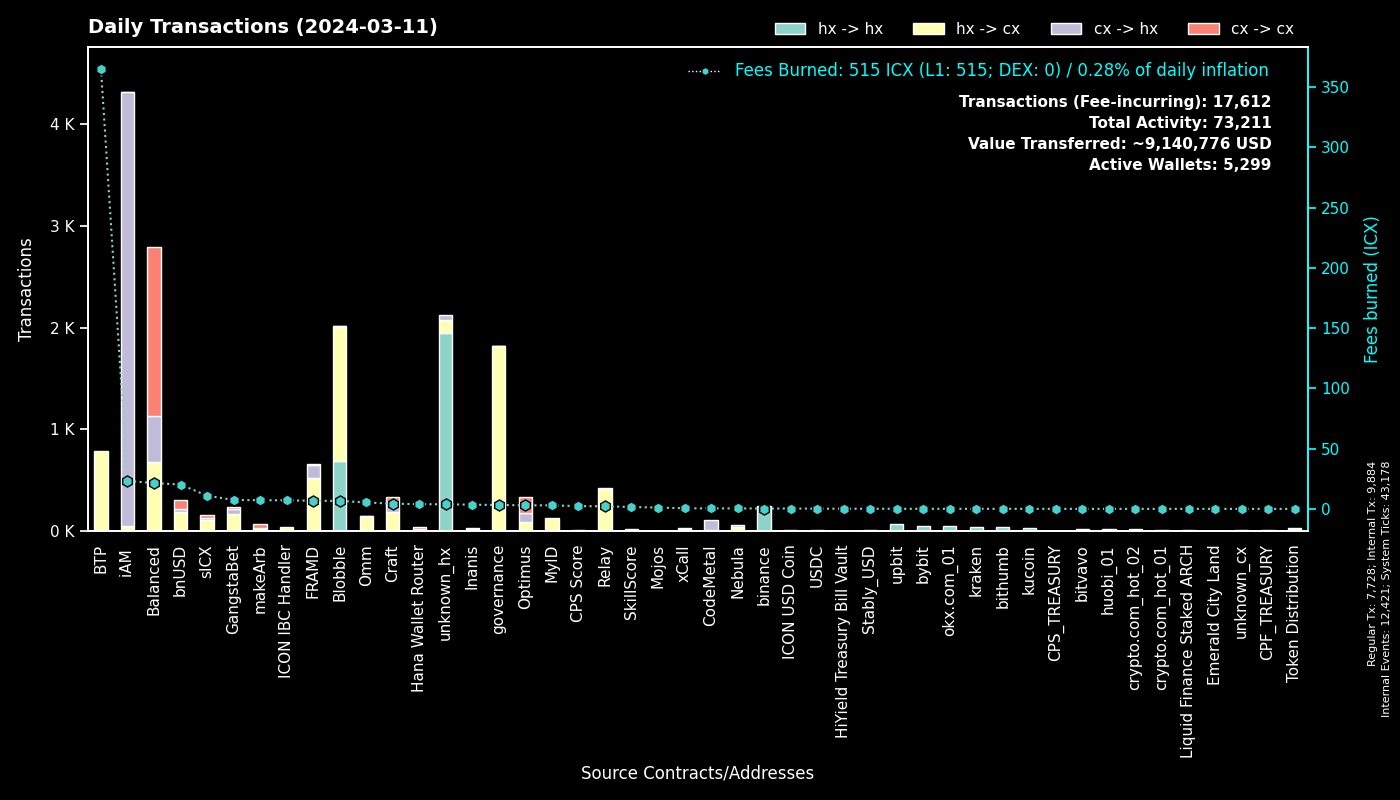 Daily Transactions (2024-03-11)
hx -> hx
hx -> cx
cx -> hx
cx -> cx
Fees Burned: 515 ICX (L1: 515; DEX: 0) / 0.28% of daily inflation
Transactions (Fee-incurring): 17,612
Total Activity: 73,211
Value Transferred: ~9,140,776 USD
Active Wallets: 5,299
Transactions
4 K
3 K
2 K
1 K
0 K
350
300
250
200
150
100
50
0
Fees burned (ICX)
BTP
iAM
Balanced
bnUSD
sICX
GangstaBet
makeArb
ICON IBC Handler
FRAMD
Blobble
Omm
Craft
Hana Wallet Router
unknown_hx
Inanis
governance
Optimus
MyID
CPS Score
Relay
SkillScore
Mojos
xCall
CodeMetal
Nebula
binance
ICON USD Coin
USDC
HiYield Treasury Bill Vault
Stably_USD
upbit
bybit
okx.com_01
kraken
bithumb
kucoin
CPS_TREASURY
bitvavo
huobi_01
crypto.com_hot_02
crypto.com_hot_01
Liquid Finance Staked ARCH
Emerald City Land
unknown_cx
CPF_TREASURY
Token Distribution
Source Contracts/Addresses
Regular Tx: 7,728; Internal Tx: 9,884
Internal Events: 12,421; System Ticks: 43,178